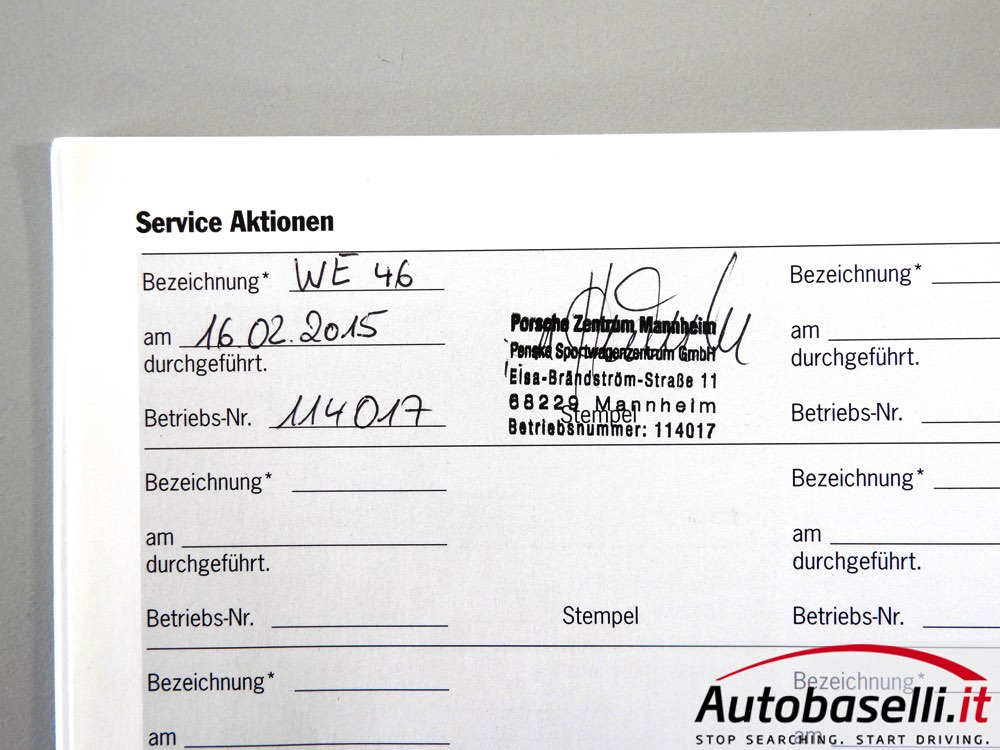 Service Aktionen
Bezeichnung* WE 46
am 16.02.2015
durchgeführt.
Betriebs-Nr. 114017
Porsche Zentrum Mannheim
Penske Sportwagenzentrum GmbH
Elsa-Brändström-Straße 11
68229 Mannheim
Stempel
Betriebsnummer: 114017
Bezeichnung*
am
durchgeführt.
Betriebs-Nr.
Bezeichnung*
am
durchgeführt.
Betriebs-Nr.
Stempel
Bezeichnung*
am
durchgeführt.
Betriebs-Nr.
Bezeichnung*
am
Bezeichnung*
am
Autobaselli.it
STOP SEARCHING. START DRIVING.